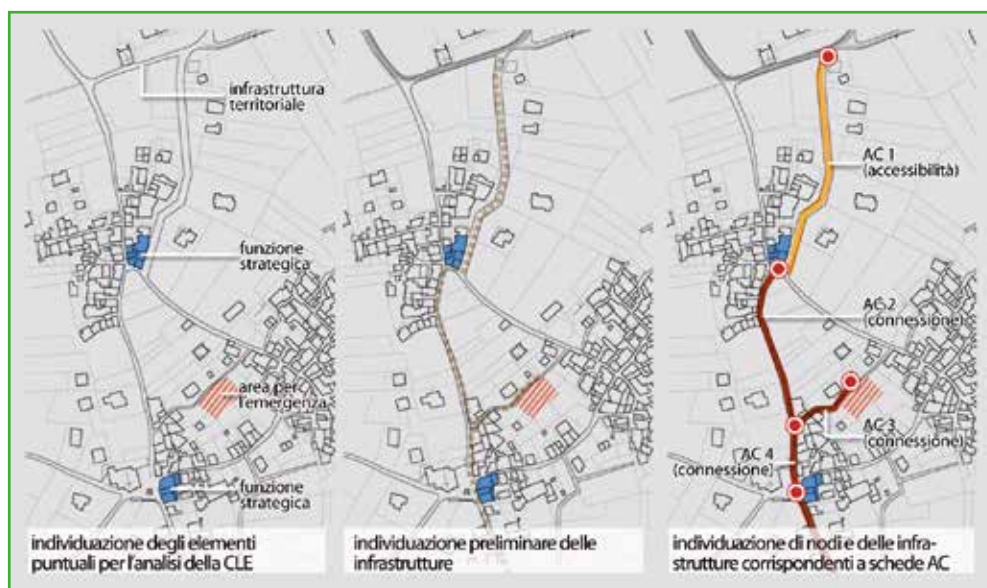 infrastruttura
territoriale
funzione
strategica
area per
l'emergenza
funzione
strategica
individuazione degli elementi
puntuali per l'analisi della CLE
individuazione preliminare delle
infrastrutture
AC 1
(accessibilità)
AC 2
(connessione)
AC 3
(connessione)
AC 4
(connessione)
individuazione di nodi e delle infra-
strutture corrispondenti a schede AC